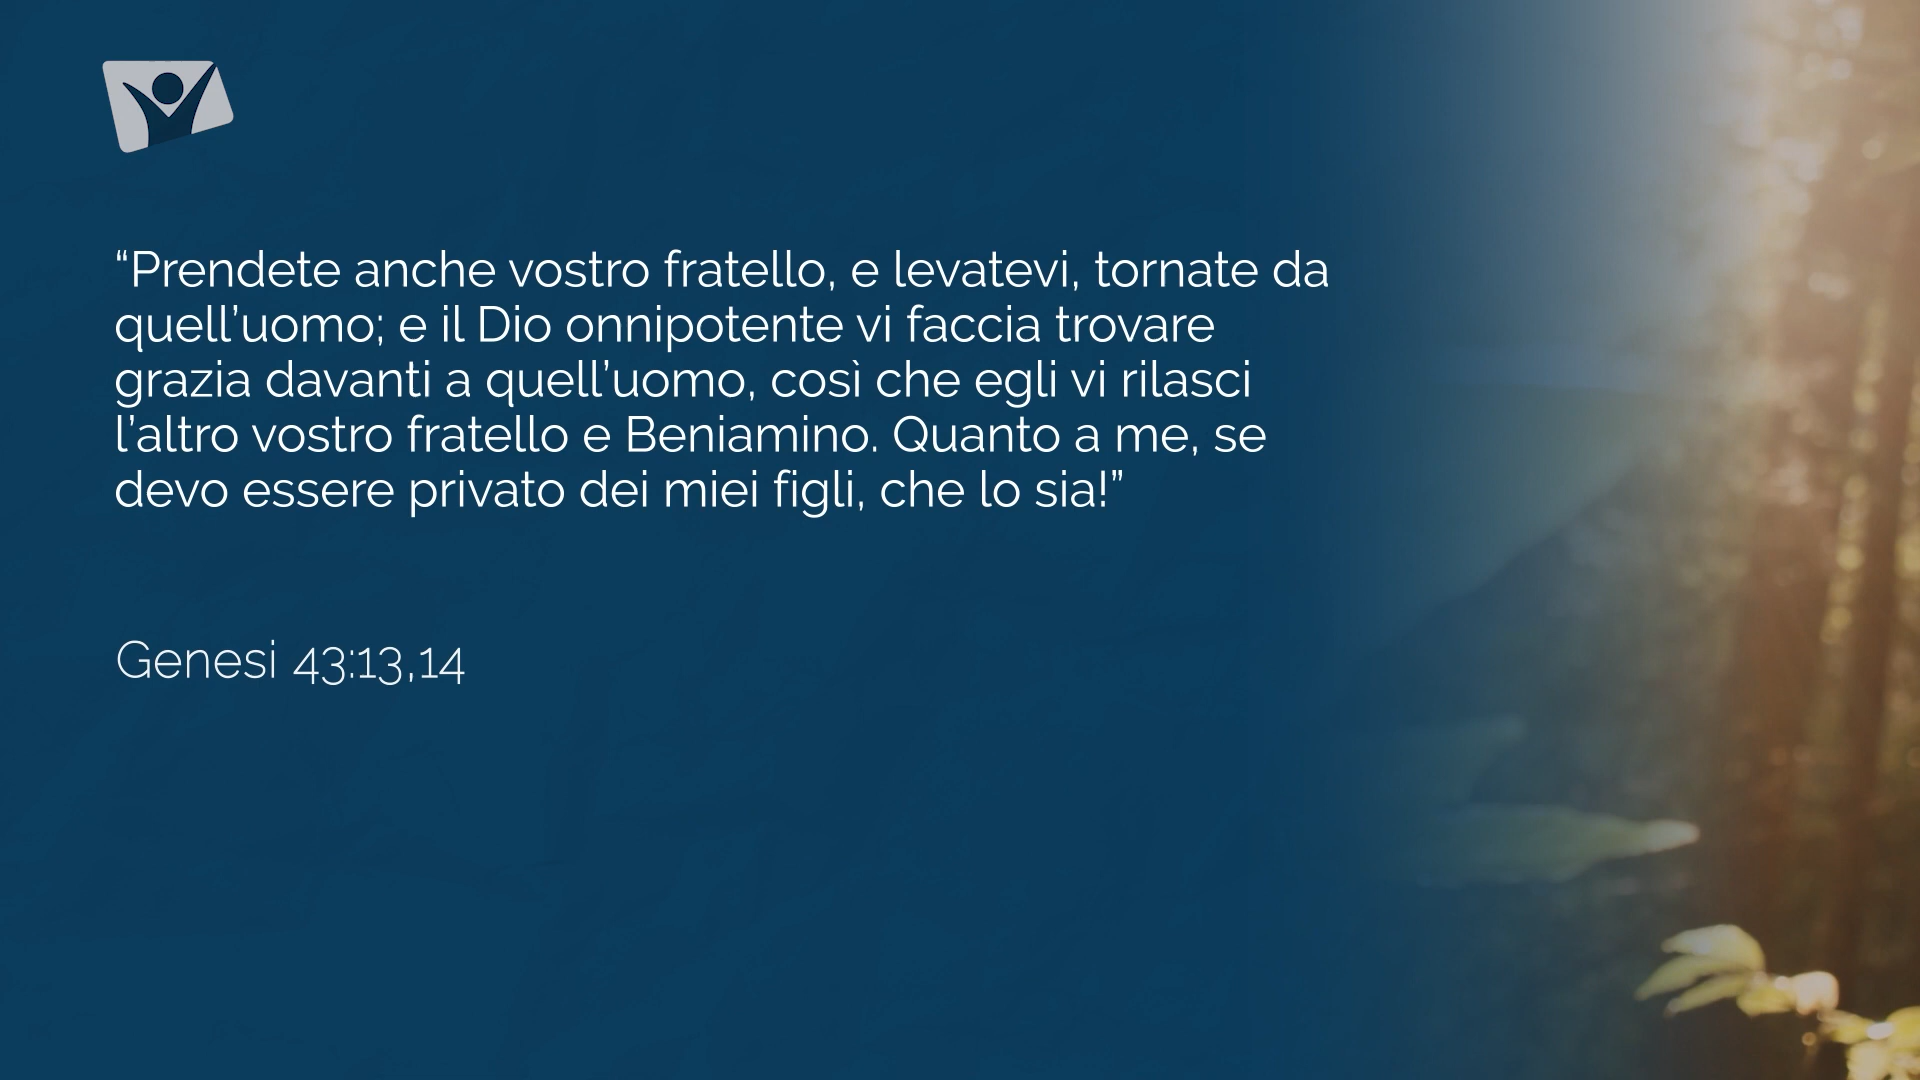 “Prendete anche vostro fratello, e levatevi, tornate da
quell’uomo; e il Dio onnipotente vi faccia trovare
grazia davanti a quell’uomo, così che egli vi rilasci
l’altro vostro fratello e Beniamino. Quanto a me, se
devo essere privato dei miei figli, che lo sia!”
Genesi 43:13,14